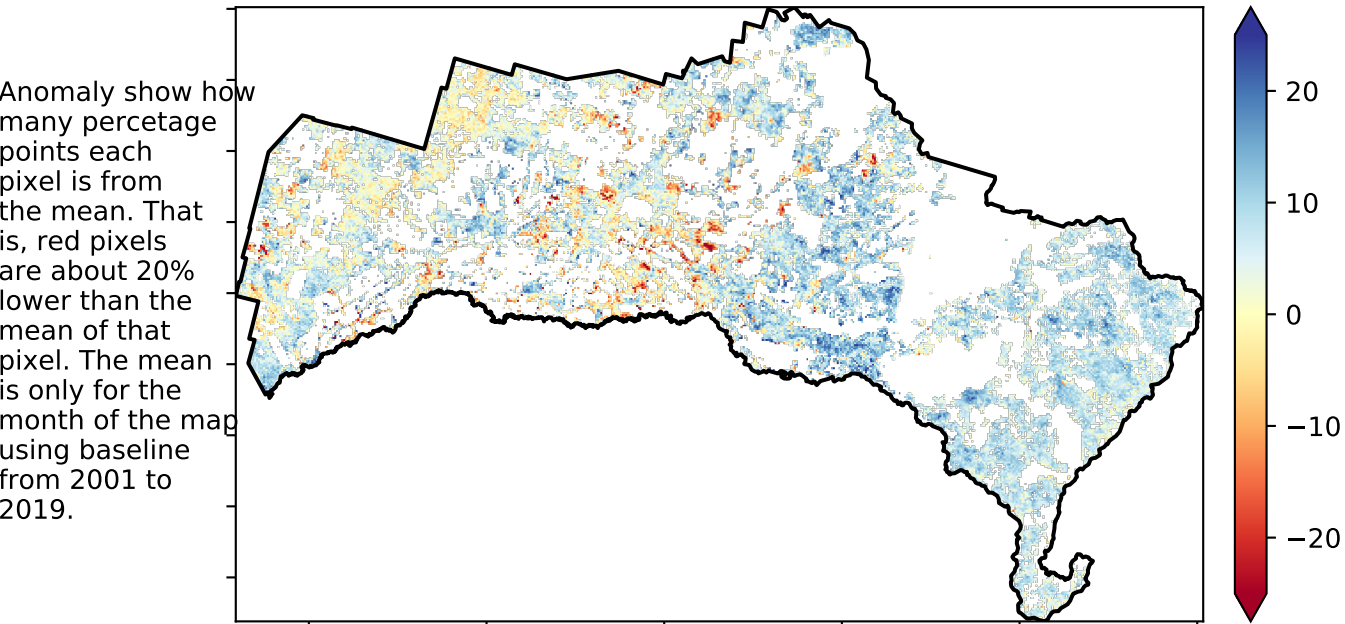 Anomaly show how
many percetage
points each
pixel is from
the mean. That
is, red pixels
are about 20%
lower than the
mean of that
pixel. The mean
is only for the
month of the map
using baseline
from 2001 to
2019.
20
10
0
−10
−20